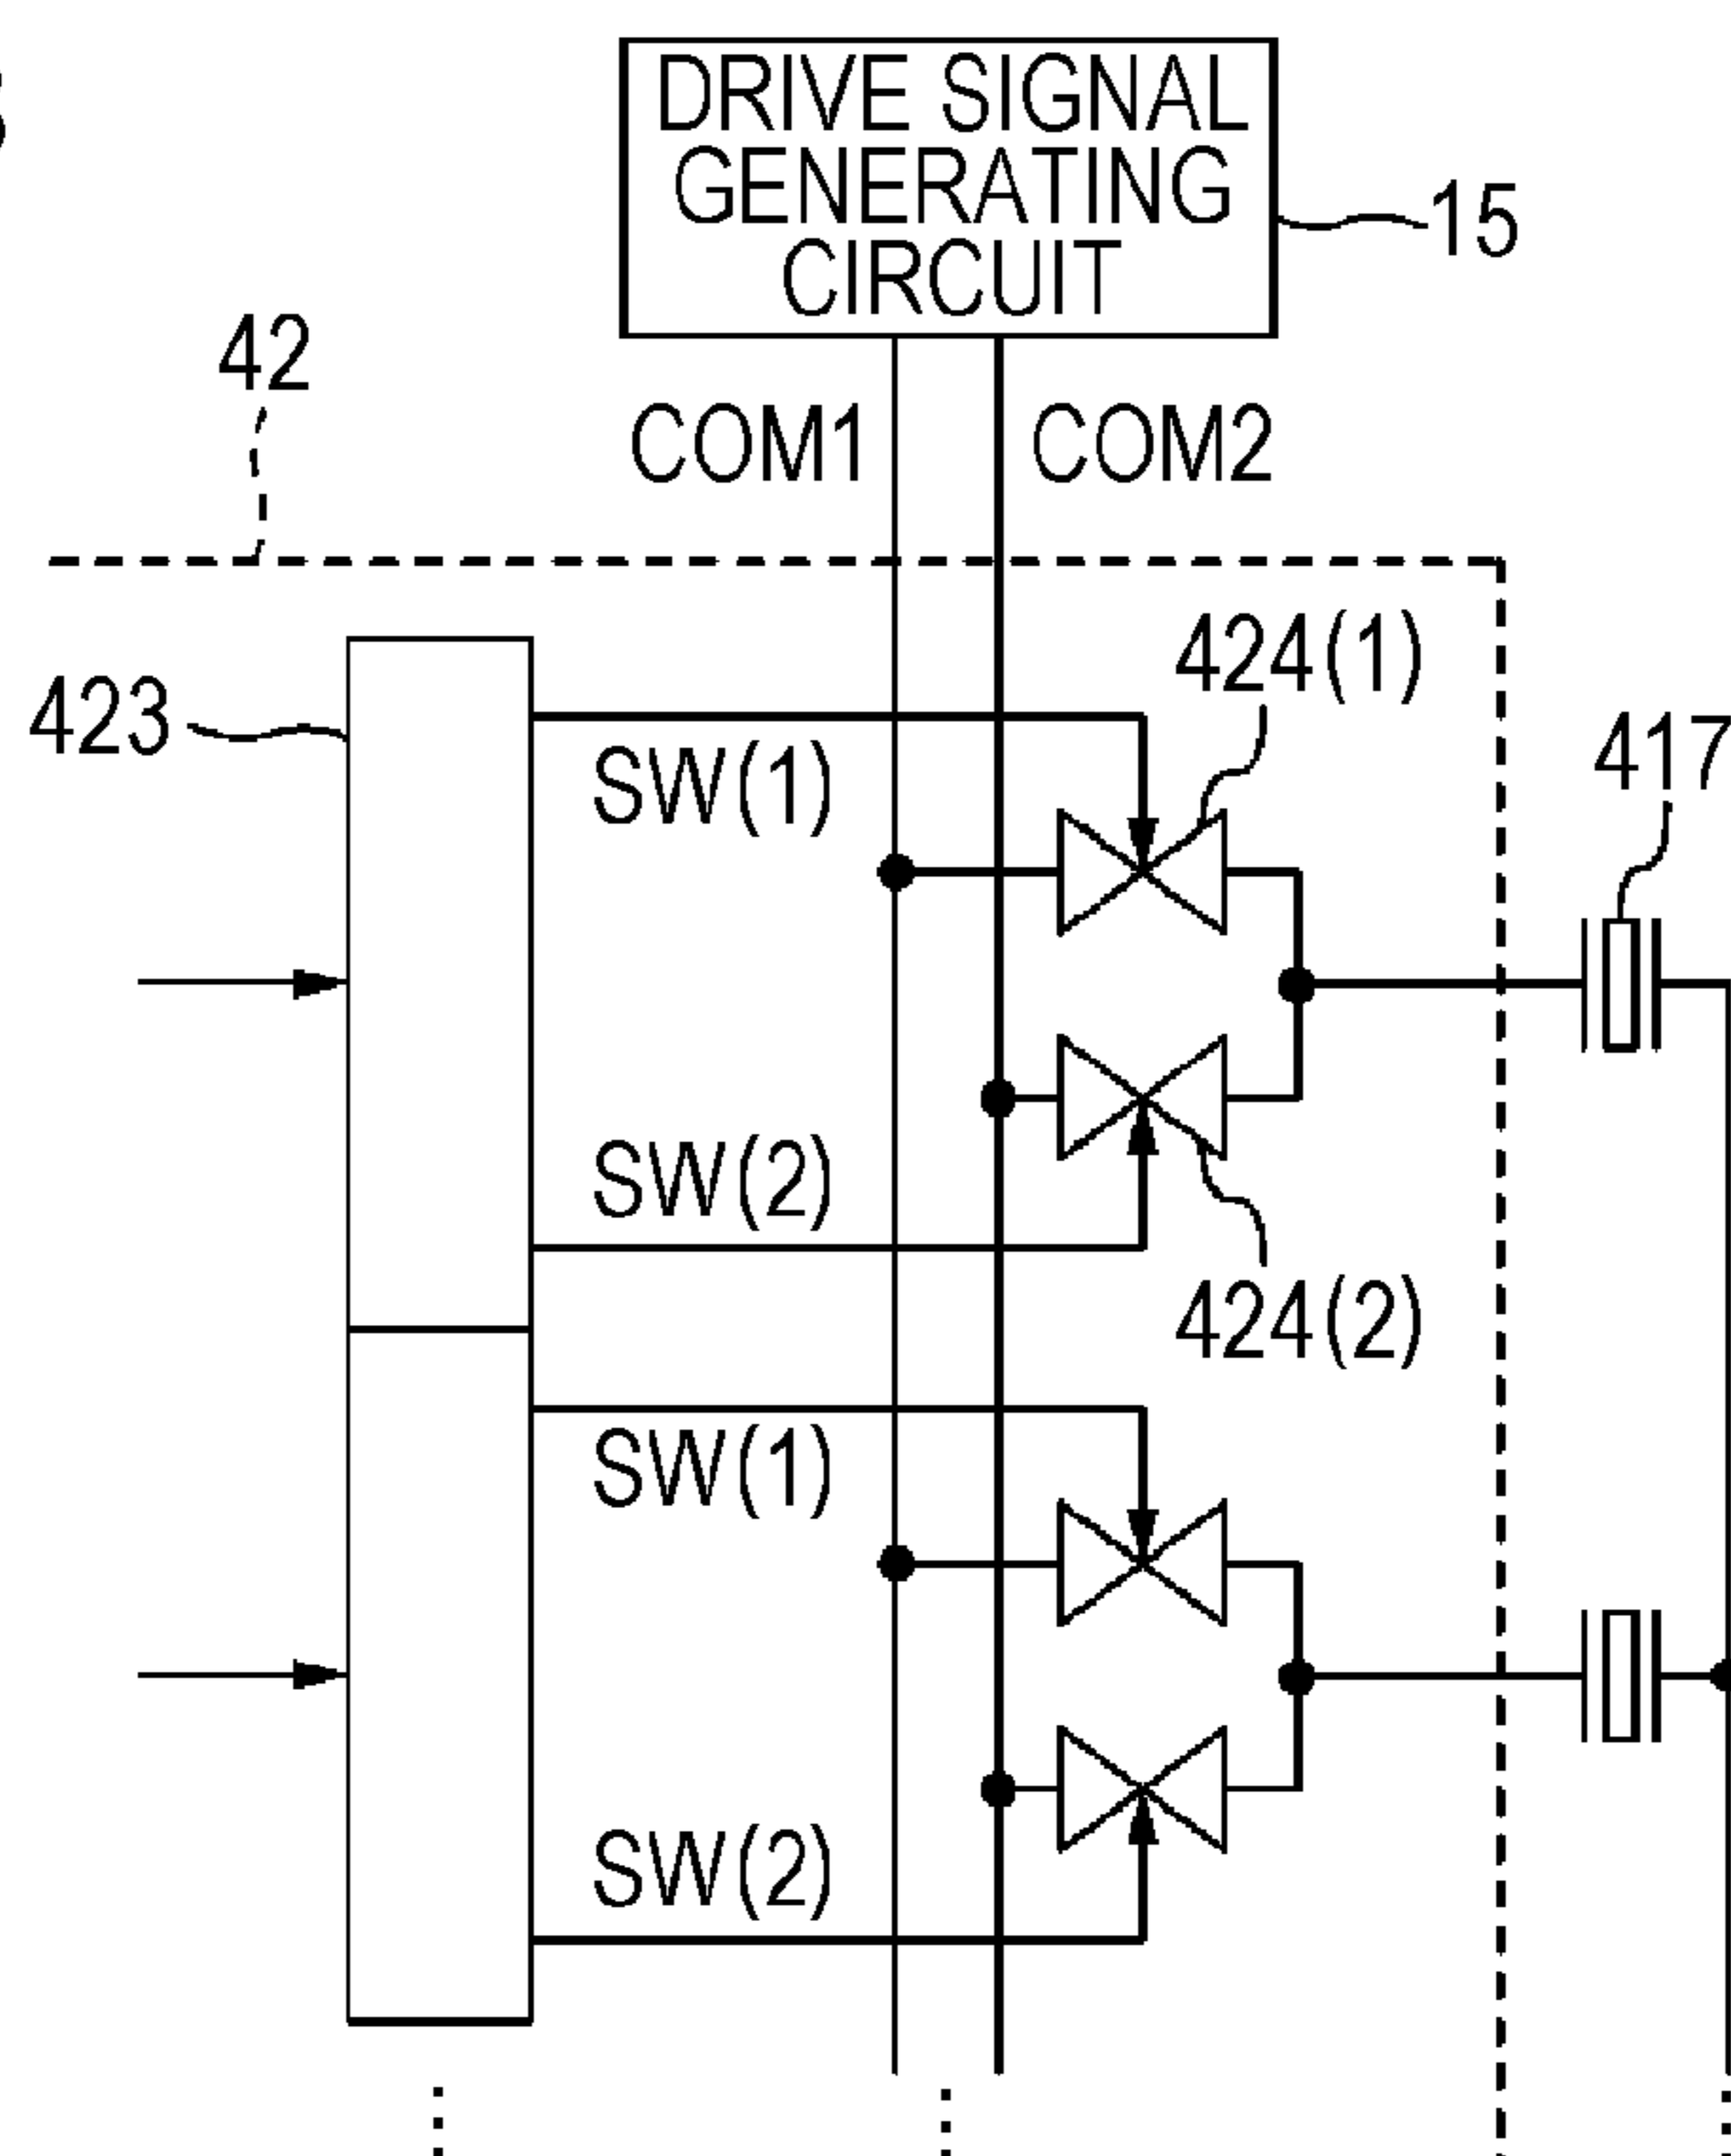 DRIVE SIGNAL
GENERATING
CIRCUIT
15
42
COM1
COM2
424(1)
423
417
SW(1)
SW(2)
424(2)
SW(1)
SW(2)